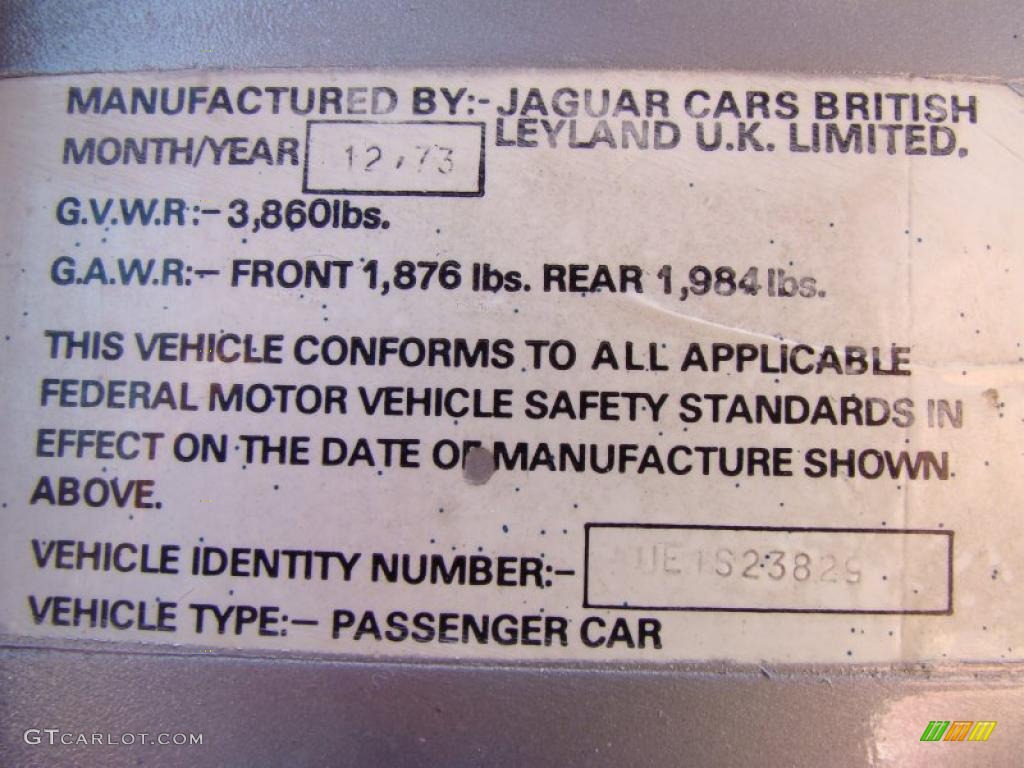 MANUFACTURED BY:- JAGUAR CARS BRITISH
LEYLAND U.K. LIMITED.
MONTH/YEAR 12/73
G.V.W.R:- 3,860lbs.
G.A.W.R:- FRONT 1,876 lbs. REAR 1,984 lbs.
THIS VEHICLE CONFORMS TO ALL APPLICABLE
FEDERAL MOTOR VEHICLE SAFETY STANDARDS IN
EFFECT ON THE DATE OF MANUFACTURE SHOWN
ABOVE.
VEHICLE IDENTITY NUMBER:- UE1S23829
VEHICLE TYPE:- PASSENGER CAR
GTCARLOT.COM